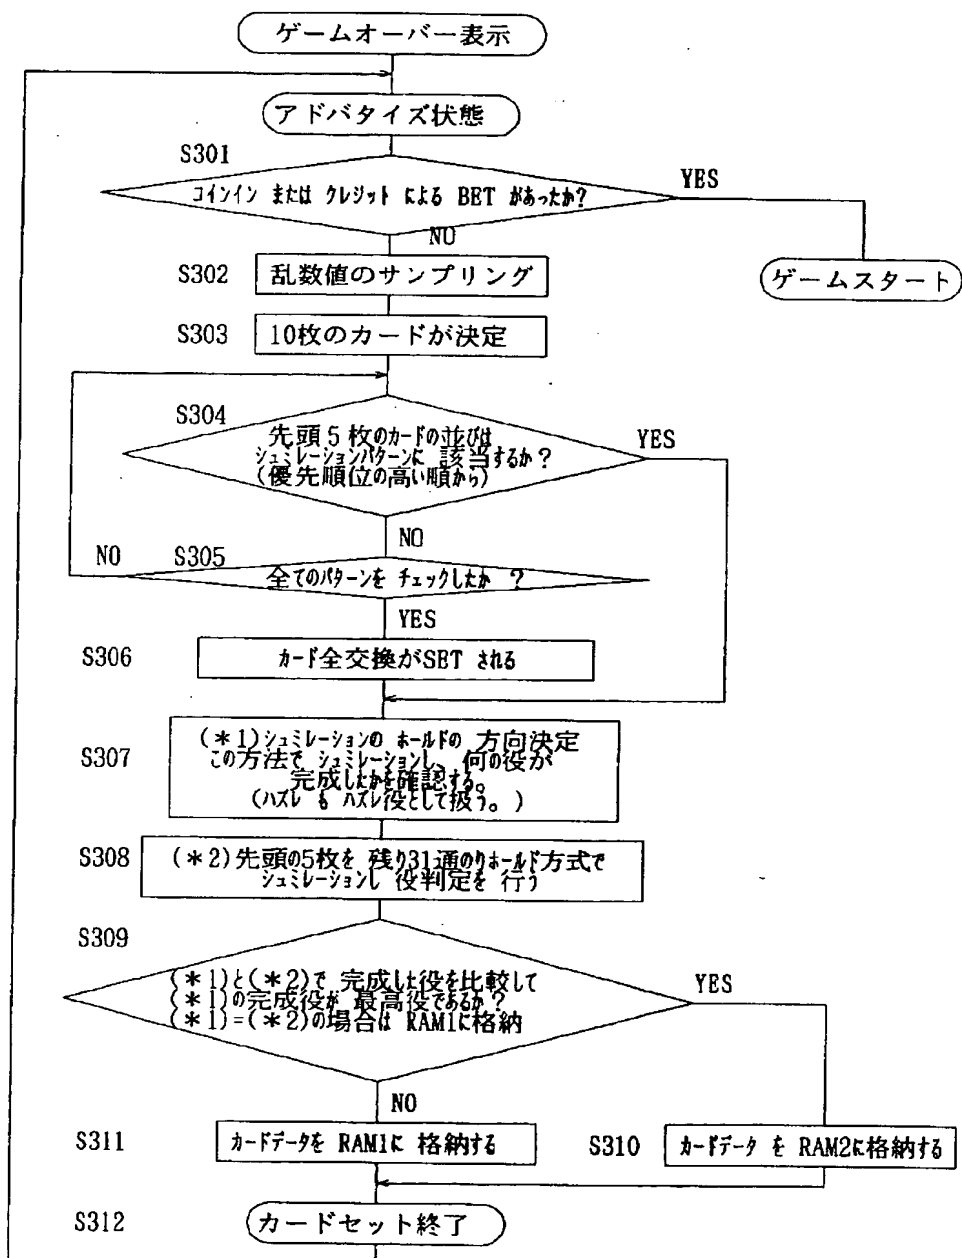 ゲームオーバー表示
アドバタイズ状態
S301
コインイン または クレジット による BET があったか?
YES
NO
S302
乱数値のサンプリング
ゲームスタート
S303
10枚のカードが決定
S304
先頭5枚のカードの並びは
シュミレーションパターンに 該当するか?
(優先順位の高い順から)
YES
NO
NO
S305
全てのパターンを チェックしたか ?
YES
S306
カード全交換がSET される
S307
(*1)シュミレーションの ホールドの 方向決定
この方法で シュミレーションし、何の役が
完成したかを確認する。
(ハズレ も ハズレ役として扱う。)
S308
(*2)先頭の5枚を 残り31通のりホールド方式で
シュミレーションし 役判定を 行う
S309
(*1)と(*2)で 完成した役を比較して
(*1)の完成役が 最高役であるか?
(*1)=(*2)の場合は RAM1に格納
YES
NO
S311
カードデータを RAM1に 格納する
S310
カードデータ を RAM2に格納する
S312
カードセット終了